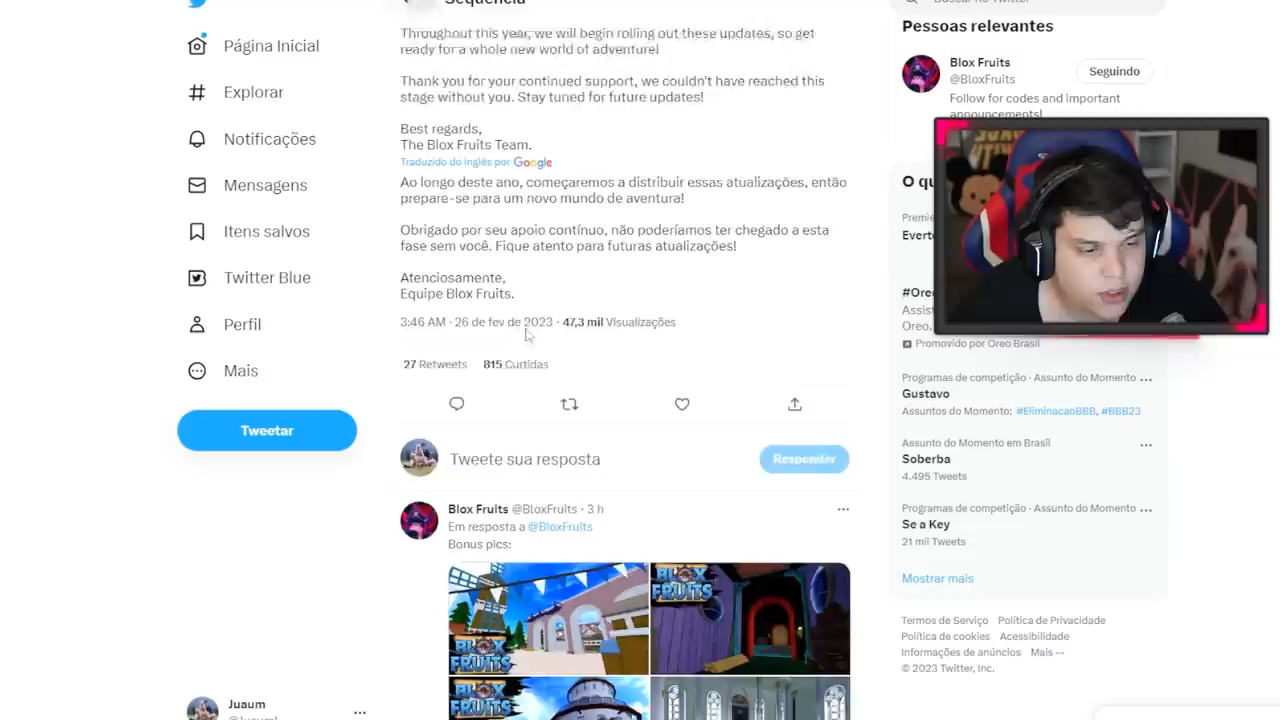 Sequência
Buscar no Twitter
Página Inicial
Explorar
Notificações
Mensagens
Itens salvos
Twitter Blue
Perfil
Mais
Tweetar
Juaum
Throughout this year, we will begin rolling out these updates, so get
ready for a whole new world of adventure!
Thank you for your continued support, we couldn't have reached this
stage without you. Stay tuned for future updates!
Best regards,
The Blox Fruits Team.
Traduzido do inglês por Google
Ao longo deste ano, começaremos a distribuir essas atualizações, então
prepare-se para um novo mundo de aventura!
Obrigado por seu apoio contínuo, não poderíamos ter chegado a esta
fase sem você. Fique atento para futuras atualizações!
Atenciosamente,
Equipe Blox Fruits.
3:46 AM · 26 de fev de 2023 · 47,3 mil Visualizações
27 Retweets 815 Curtidas
Tweete sua resposta
Responder
Blox Fruits @BloxFruits · 3 h
Em resposta a @BloxFruits
Bonus pics:
BLOX FRUITS
BLOX FRUITS
BLOX FRUITS
Pessoas relevantes
Blox Fruits
@BloxFruits
Seguindo
Follow for codes and important
announcements!
O qu
Premie
Everto
#Oreo
Assist
Oreo,
Promovido por Oreo Brasil
Programas de competição · Assunto do Momento
Gustavo
Assuntos do Momento: #EliminacaoBBB, #BBB23
Assunto do Momento em Brasil
Soberba
4.495 Tweets
Programas de competição · Assunto do Momento
Se a Key
21 mil Tweets
Mostrar mais
Termos de Serviço Política de Privacidade
Política de cookies Acessibilidade
Informações de anúncios Mais ···
© 2023 Twitter, Inc.